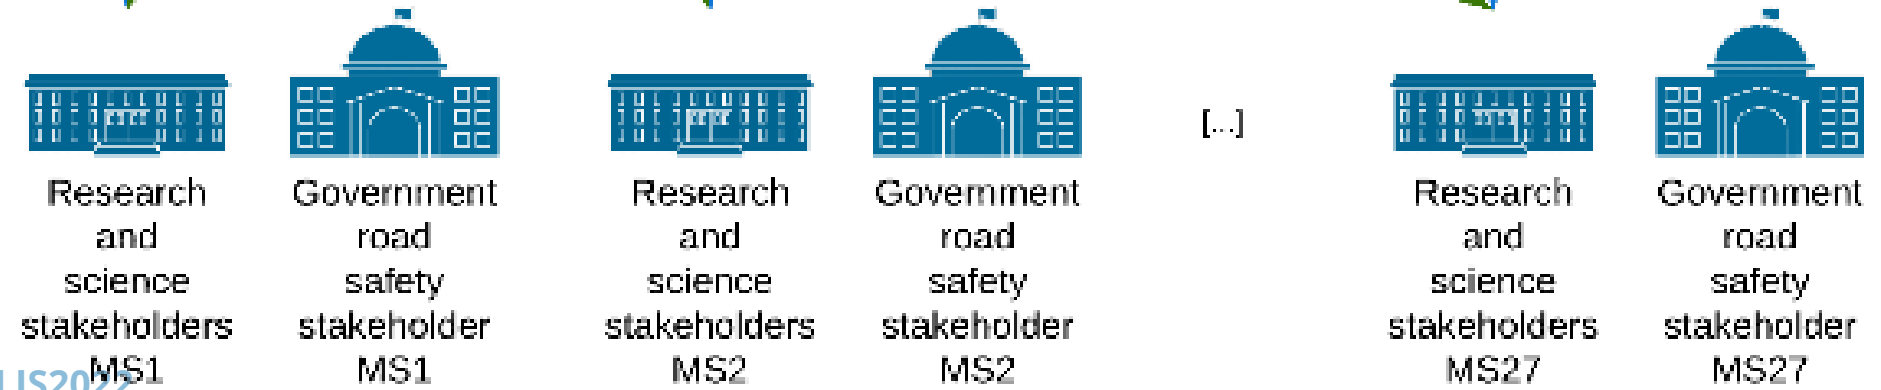 [...]
Research
and
science
stakeholders
MS1
Government
road
safety
stakeholder
MS1
Research
and
science
stakeholders
MS2
Government
road
safety
stakeholder
MS2
Research
and
science
stakeholders
MS27
Government
road
safety
stakeholder
MS27